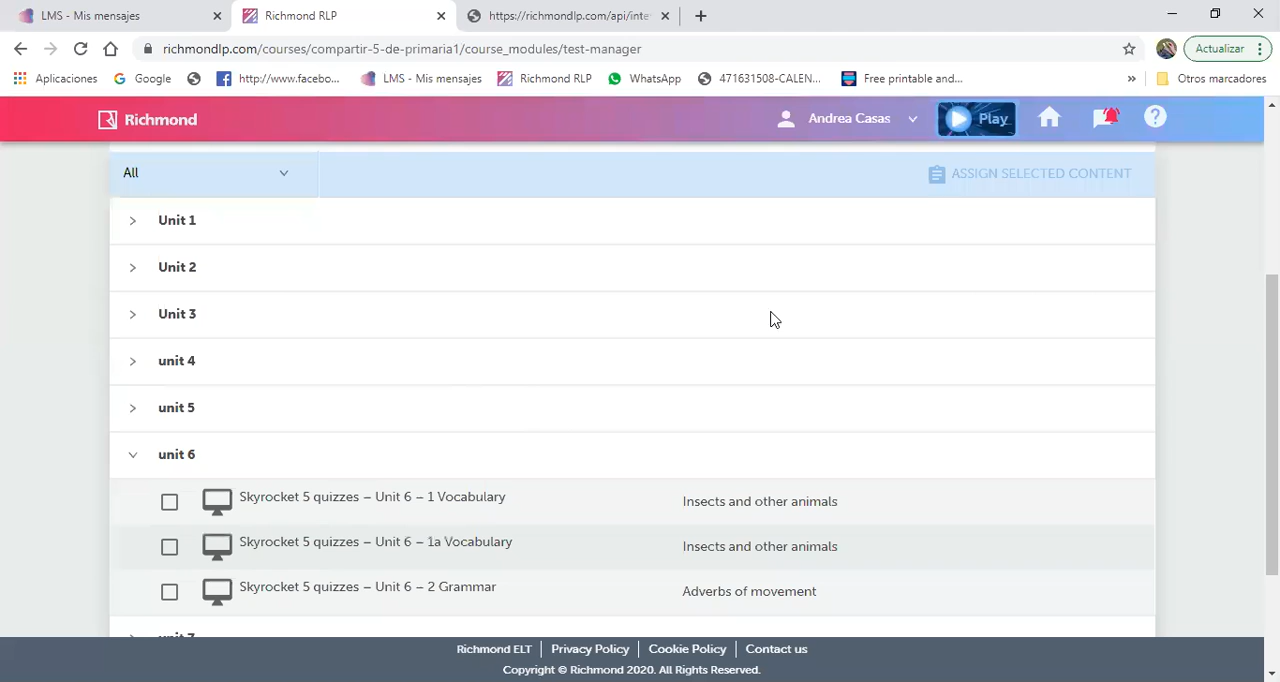 LMS - Mis mensajes
Richmond RLP
https://richmondlp.com/api/inte
richmondlp.com/courses/compartir-5-de-primaria1/course_modules/test-manager
Actualizar
Aplicaciones
Google
http://www.facebo...
LMS - Mis mensajes
Richmond RLP
WhatsApp
471631508-CALEN...
Free printable and...
»
Otros marcadores
Richmond
Andrea Casas
Play
?
All
ASSIGN SELECTED CONTENT
Unit 1
Unit 2
Unit 3
unit 4
unit 5
unit 6
Skyrocket 5 quizzes – Unit 6 – 1 Vocabulary
Insects and other animals
Skyrocket 5 quizzes – Unit 6 – 1a Vocabulary
Insects and other animals
Skyrocket 5 quizzes – Unit 6 – 2 Grammar
Adverbs of movement
unit 7
Richmond ELT
Privacy Policy
Cookie Policy
Contact us
Copyright © Richmond 2020. All Rights Reserved.